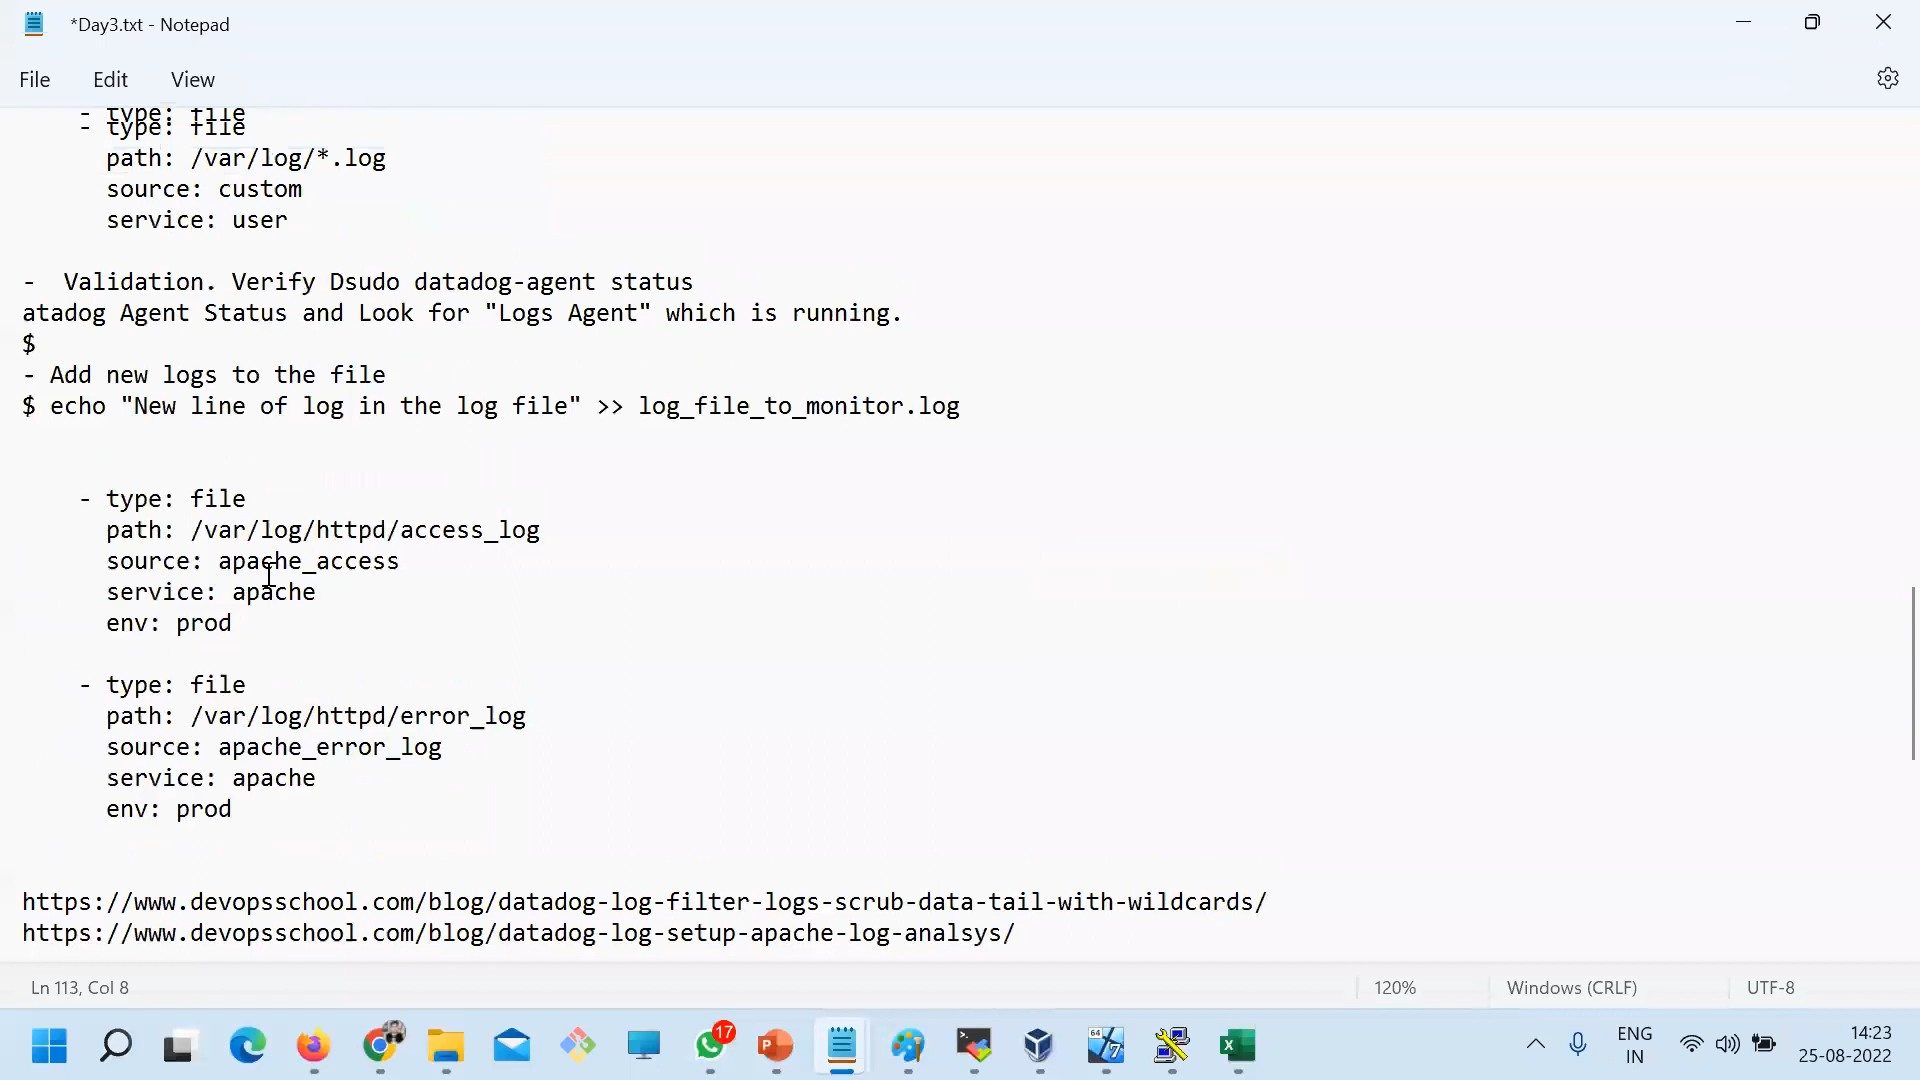 *Day3.txt - Notepad
File Edit View
- type: file
- type: file
path: /var/log/*.log
source: custom
service: user
-  Validation. Verify Dsudo datadog-agent status
atadog Agent Status and Look for "Logs Agent" which is running.
$
- Add new logs to the file
$ echo "New line of log in the log file" >> log_file_to_monitor.log
- type: file
path: /var/log/httpd/access_log
source: apache_access
service: apache
env: prod
- type: file
path: /var/log/httpd/error_log
source: apache_error_log
service: apache
env: prod
https://www.devopsschool.com/blog/datadog-log-filter-logs-scrub-data-tail-with-wildcards/
https://www.devopsschool.com/blog/datadog-log-setup-apache-log-analsys/
Ln 113, Col 8 120% Windows (CRLF) UTF-8
17
64
7
ENG
IN
14:23
25-08-2022